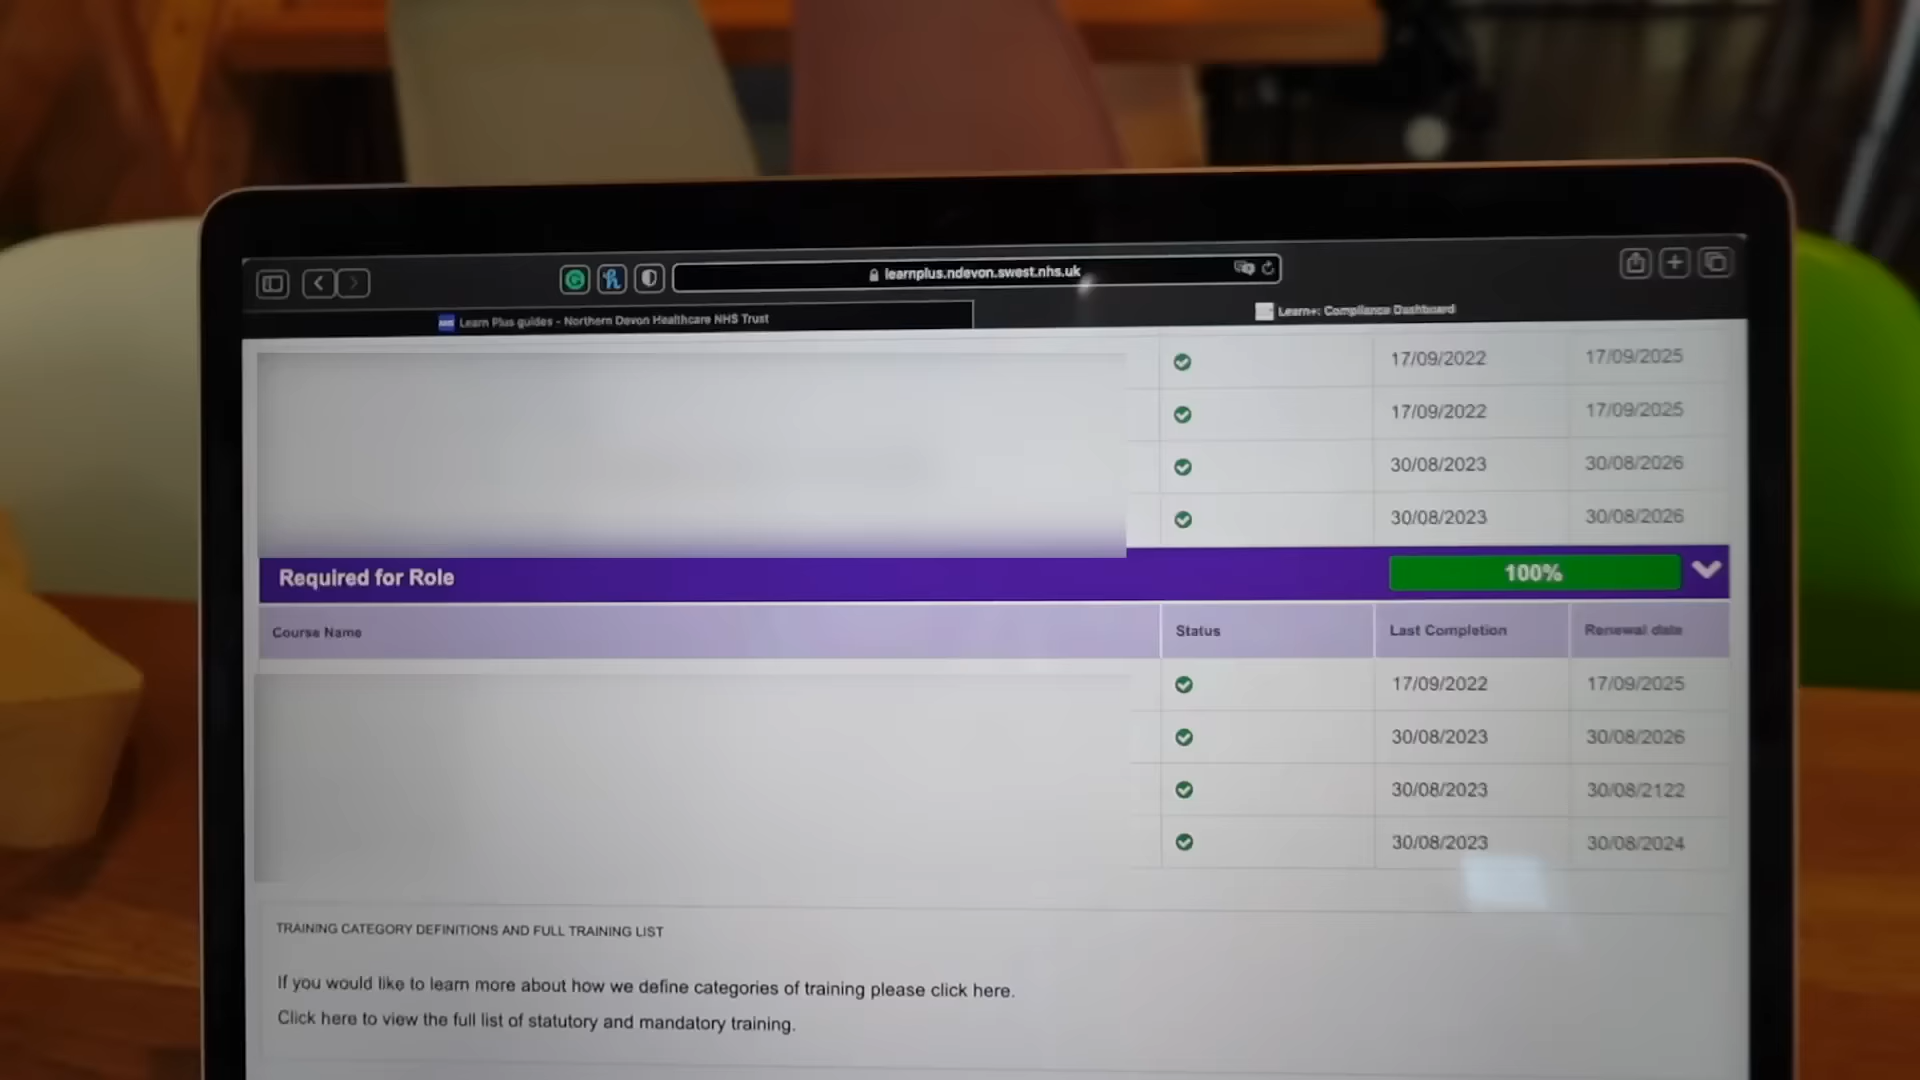 learnplus.ndevon.swest.nhs.uk
Learn Plus guides - Northern Devon Healthcare NHS Trust
Learn+: Compliance Dashboard
17/09/2022 17/09/2025
17/09/2022 17/09/2025
30/08/2023 30/08/2026
30/08/2023 30/08/2026
Required for Role 100%
Course Name Status Last Completion Renewal date
17/09/2022 17/09/2025
30/08/2023 30/08/2026
30/08/2023 30/08/2122
30/08/2023 30/08/2024
TRAINING CATEGORY DEFINITIONS AND FULL TRAINING LIST
If you would like to learn more about how we define categories of training please click here.
Click here to view the full list of statutory and mandatory training.